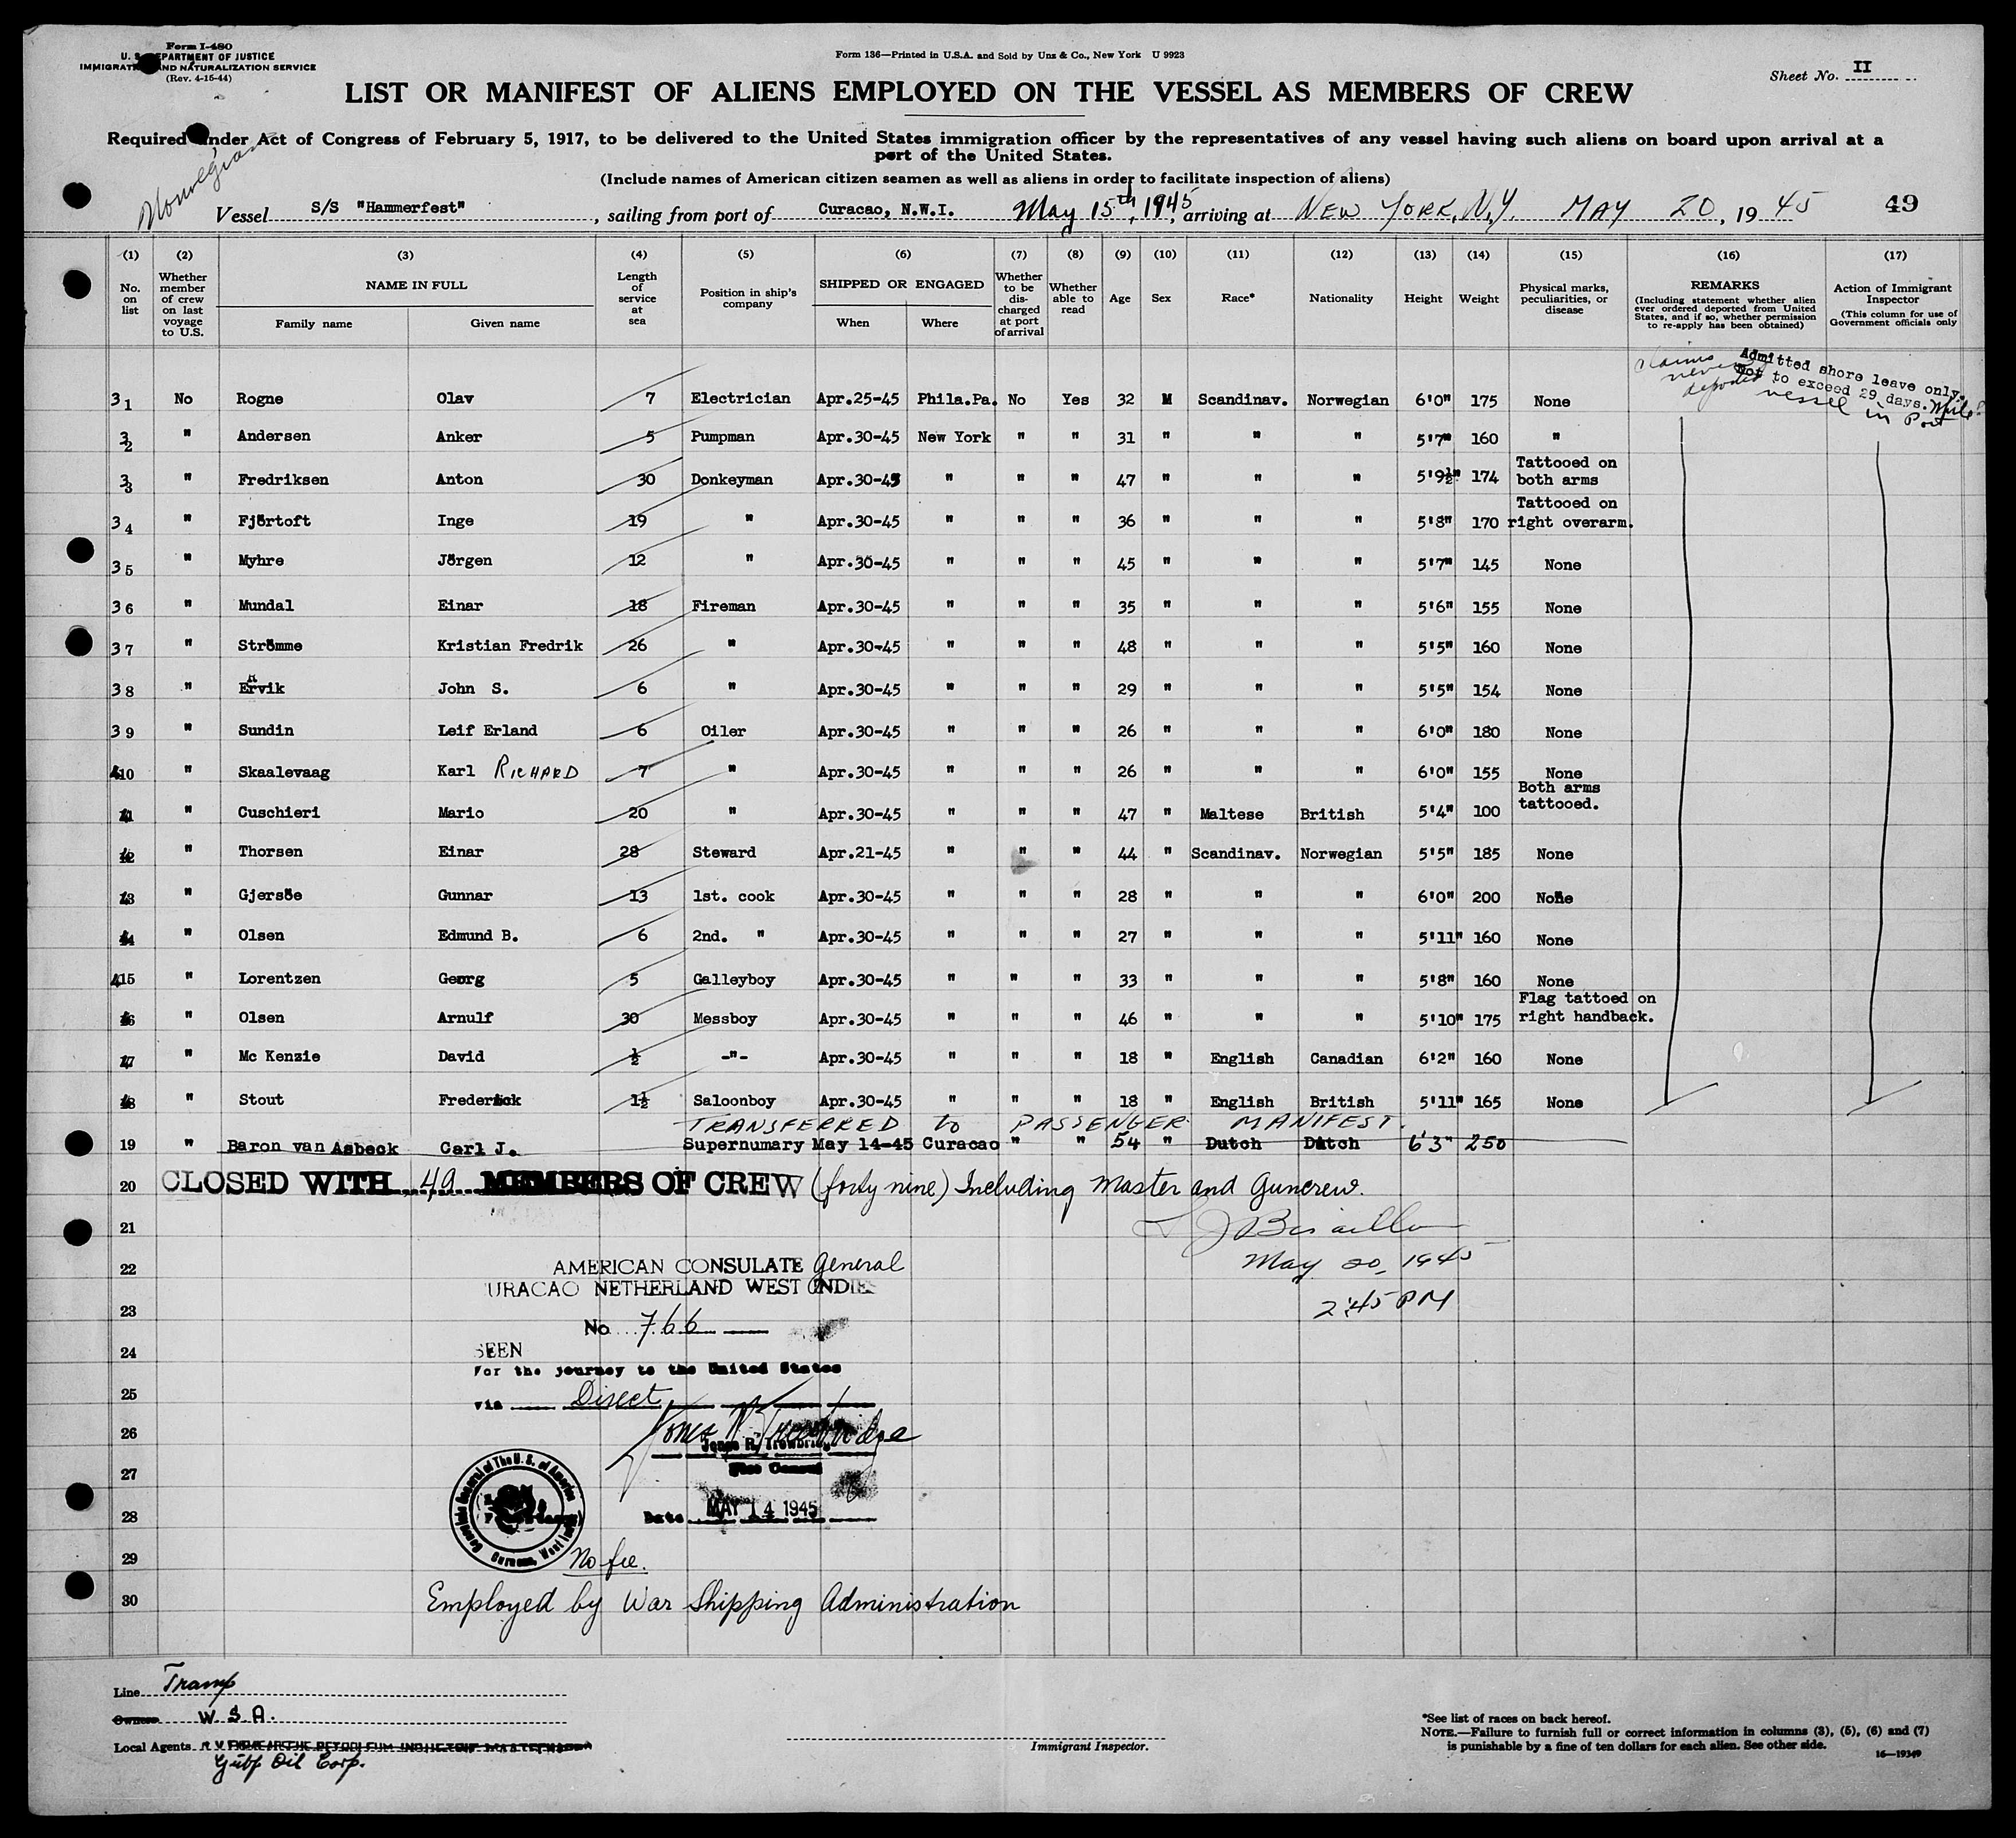 Form I-480
U. S. DEPARTMENT OF JUSTICE
IMMIGRATION AND NATURALIZATION SERVICE
(Rev. 4-15-44)
Form 136—Printed in U.S.A. and Sold by Unz & Co., New York U 9923
Sheet No. II
LIST OR MANIFEST OF ALIENS EMPLOYED ON THE VESSEL AS MEMBERS OF CREW
Required under Act of Congress of February 5, 1917, to be delivered to the United States immigration officer by the representatives of any vessel having such aliens on board upon arrival at a
port of the United States.
(Include names of American citizen seamen as well as aliens in order to facilitate inspection of aliens)
Norwegian
Vessel S/S "Hammerfest", sailing from port of Curacao, N.W.I. May 15th, 1945, arriving at NEW YORK, N.Y. MAY 20, 19 45 49
(1) (2) (3) (4) (5) (6) (7) (8) (9) (10) (11) (12) (13) (14) (15) (16) (17)
No. on list
Whether member of crew on last voyage to U.S.
NAME IN FULL
Family name Given name
Length of service at sea
Position in ship's company
SHIPPED OR ENGAGED
When Where
Whether to be discharged at port of arrival
Whether able to read
Age
Sex
Race*
Nationality
Height
Weight
Physical marks, peculiarities, or disease
REMARKS
(Including statement whether alien ever ordered deported from United States, and if so, whether permission to re-apply has been obtained)
Action of Immigrant Inspector
(This column for use of Government officials only
claims never deported
Admitted shore leave only.
Not to exceed 29 days. while
vessel in Port
31 No Rogne Olav 7 Electrician Apr.25-45 Phila.Pa. No Yes 32 M Scandinav. Norwegian 6'0" 175 None
32 " Andersen Anker 5 Pumpman Apr.30-45 New York " " 31 " " " 5'7" 160 "
33 " Fredriksen Anton 30 Donkeyman Apr.30-45 " " " 47 " " " 5'9½" 174 Tattooed on both arms
34 " Fjörtoft Inge 19 " Apr.30-45 " " " 36 " " " 5'8" 170 Tattooed on right overarm.
35 " Myhre Jörgen 12 " Apr.30-45 " " " 45 " " " 5'7" 145 None
36 " Mundal Einar 18 Fireman Apr.30-45 " " " 35 " " " 5'6" 155 None
37 " Strömme Kristian Fredrik 26 " Apr.30-45 " " " 48 " " " 5'5" 160 None
38 " Ervik John S. 6 " Apr.30-45 " " " 29 " " " 5'5" 154 None
39 " Sundin Leif Erland 6 Oiler Apr.30-45 " " " 26 " " " 6'0" 180 None
410 " Skaalevaag Karl RICHARD 7 " Apr.30-45 " " " 26 " " " 6'0" 155 None
41 " Cuschieri Mario 20 " Apr.30-45 " " " 47 " Maltese British 5'4" 100 Both arms tattooed.
42 " Thorsen Einar 28 Steward Apr.21-45 " " " 44 " Scandinav. Norwegian 5'5" 185 None
43 " Gjersöe Gunnar 13 1st. cook Apr.30-45 " " " 28 " " " 6'0" 200 None
44 " Olsen Edmund B. 6 2nd. " Apr.30-45 " " " 27 " " " 5'11" 160 None
415 " Lorentzen Georg 5 Galleyboy Apr.30-45 " " " 33 " " " 5'8" 160 None
46 " Olsen Arnulf 30 Messboy Apr.30-45 " " " 46 " " " 5'10" 175 Flag tattoed on right handback.
47 " Mc Kenzie David ½ -"- Apr.30-45 " " " 18 " English Canadian 6'2" 160 None
48 " Stout Frederick 1½ Saloonboy Apr.30-45 " " " 18 " English British 5'11" 165 None
TRANSFERRED to PASSENGER MANIFEST.
19 " Baron van Asbeck Carl J. Supernumary May 14-45 Curacao " " 54 " Dutch Dutch 6'3" 250
20 CLOSED WITH 49 MEMBERS OF CREW (forty nine) Including Master and Guncrew.
21
May 20, 1945
22 AMERICAN CONSULATE General
URACAO NETHERLAND WEST INDIES
23 2:45 PM
No. 766
24 SEEN
For the journey to the United States
25 via Direct
26 Jones R. Trowbridge
27 Vice Consul
28 Date MAY 14 1945
29 No fee.
30 Employed by War Shipping Administration
Line Tramp
Owners W.S.A.
Local Agents
Gulf Oil Corp.
Immigrant Inspector.
*See list of races on back hereof.
NOTE.—Failure to furnish full or correct information in columns (3), (5), (6) and (7)
is punishable by a fine of ten dollars for each alien. See other side.
16—19349